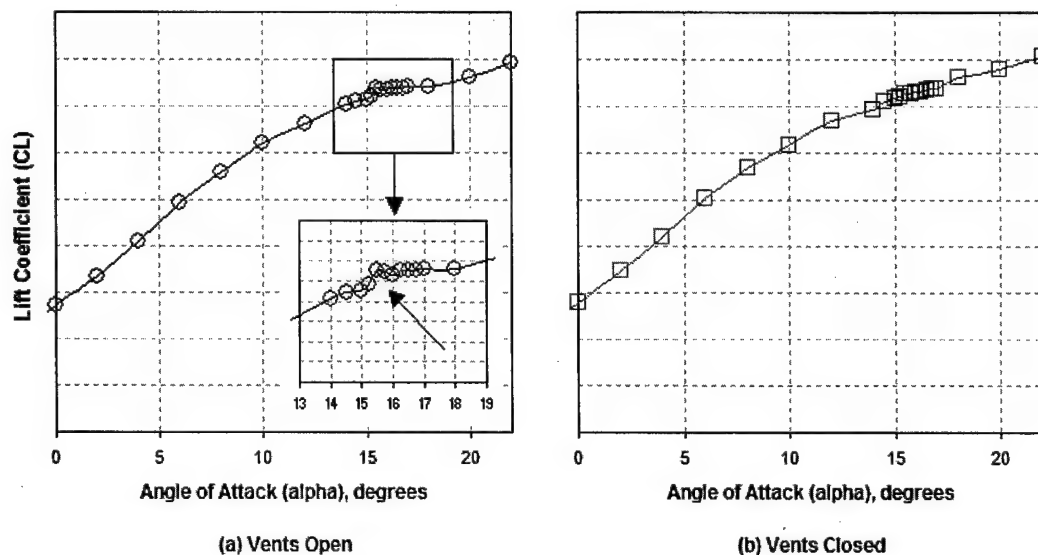 Lift Coefficient (CL)
13 14 15 16 17 18 19
0 5 10 15 20
Angle of Attack (alpha), degrees
(a) Vents Open
0 5 10 15 20
Angle of Attack (alpha), degrees
(b) Vents Closed